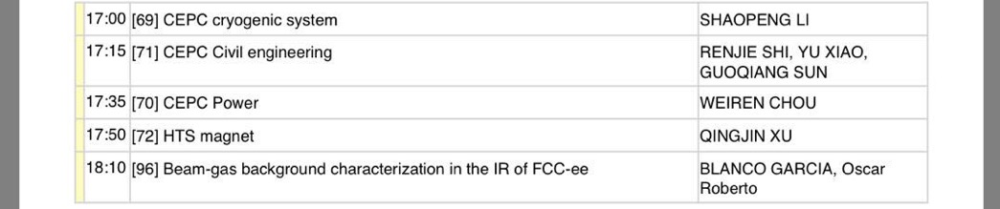 17:00 [69] CEPC cryogenic system SHAOPENG LI
17:15 [71] CEPC Civil engineering RENJIE SHI, YU XIAO,
GUOQIANG SUN
17:35 [70] CEPC Power WEIREN CHOU
17:50 [72] HTS magnet QINGJIN XU
18:10 [96] Beam-gas background characterization in the IR of FCC-ee BLANCO GARCIA, Oscar
Roberto